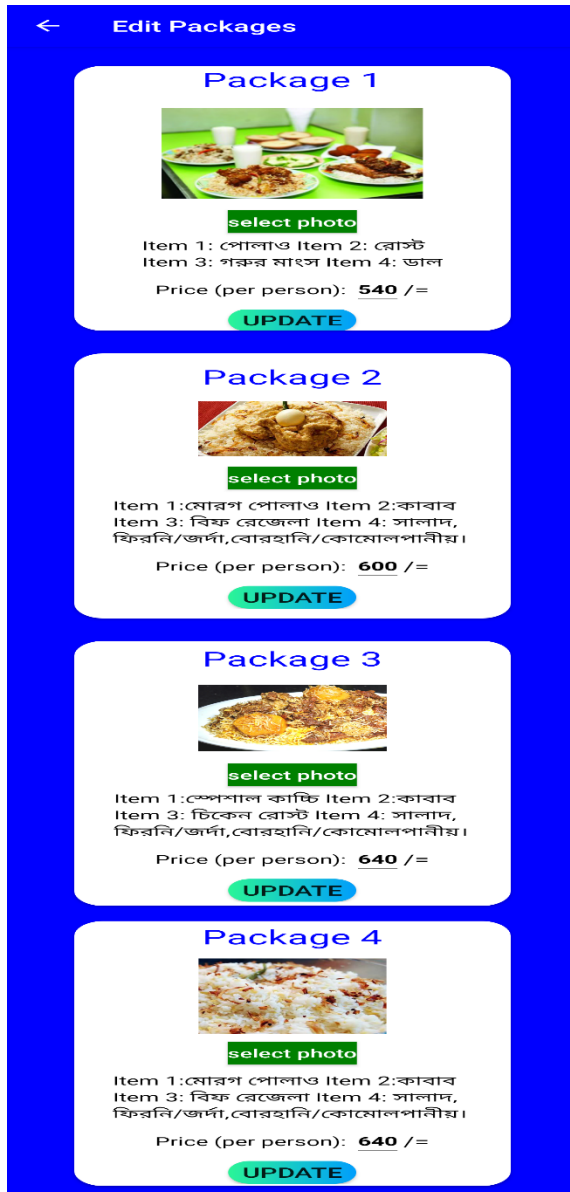 Edit Packages
Package 1
select photo
Item 1: পোলাও Item 2: রোস্ট
Item 3: গরুর মাংস Item 4: ডাল
Price (per person): 540 /=
UPDATE
Package 2
select photo
Item 1:মোরগ পোলাও Item 2:কাবাব
Item 3: বিফ রেজেলা Item 4: সালাদ,
ফিরনি/জর্দা,বোরহানি/কোমোলপানীয়।
Price (per person): 600 /=
UPDATE
Package 3
select photo
Item 1:স্পেশাল কাচ্চি Item 2:কাবাব
Item 3: চিকেন রোস্ট Item 4: সালাদ,
ফিরনি/জর্দা,বোরহানি/কোমোলপানীয়।
Price (per person): 640 /=
UPDATE
Package 4
select photo
Item 1:মোরগ পোলাও Item 2:কাবাব
Item 3: বিফ রেজেলা Item 4: সালাদ,
ফিরনি/জর্দা,বোরহানি/কোমোলপানীয়।
Price (per person): 640 /=
UPDATE